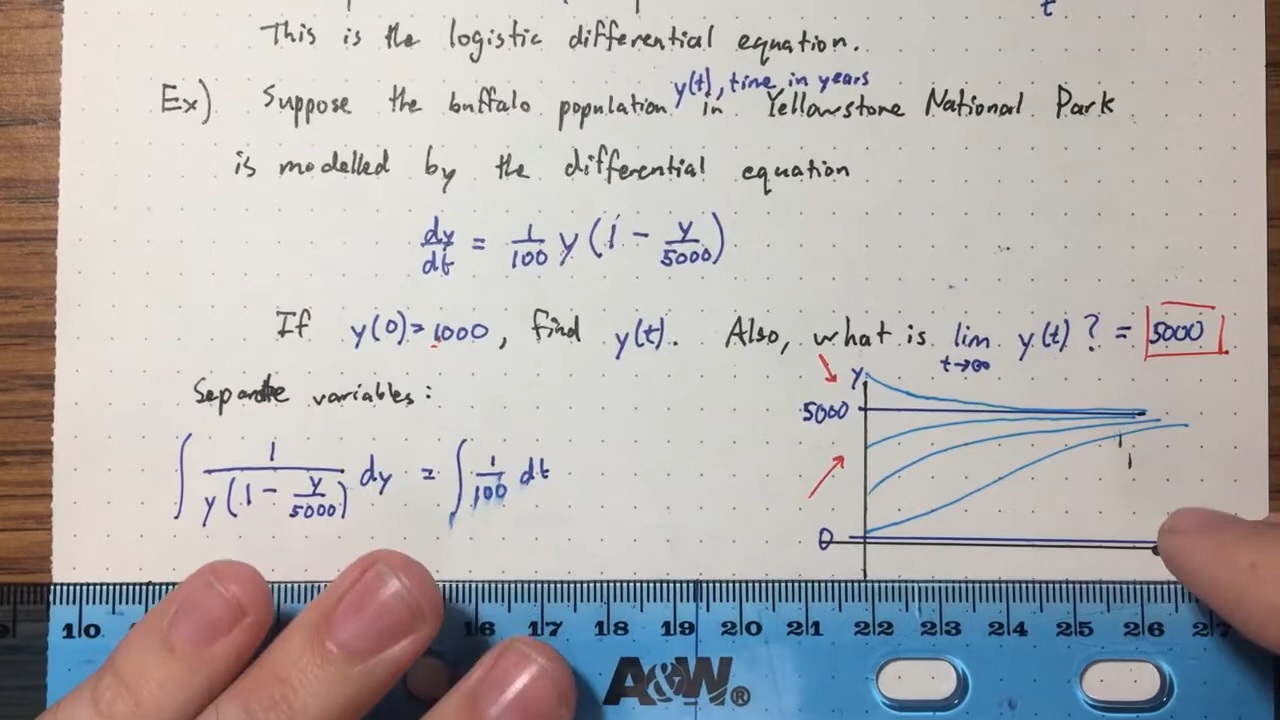 t
This is the logistic differential equation.
y(t), time in years
Ex) Suppose the buffalo population in Yellowstone National Park
is modelled by the differential equation
dy/dt = 1/100 y (1 - y/5000)
If y(0) = 1000, find y(t). Also, what is lim t→∞ y(t)? = 5000
Separate variables:
y
5000
∫ 1/(y(1 - y/5000)) dy = ∫ 1/100 dt
0
10 16 17 18 19 20 21 22 23 24 25 26 27
A&W®